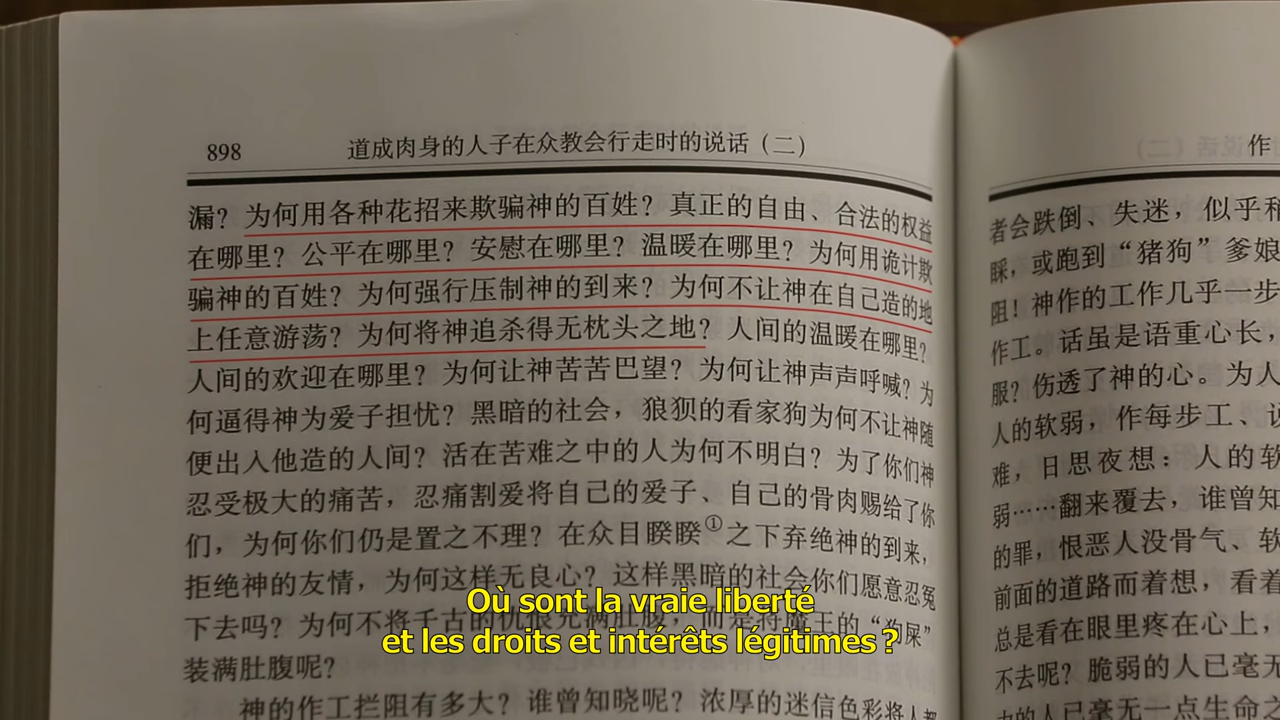 898 道成肉身的人子在众教会行走时的说话（二）
漏？为何用各种花招来欺骗神的百姓？真正的自由、合法的权益
在哪里？公平在哪里？安慰在哪里？温暖在哪里？为何用诡计欺
骗神的百姓？为何强行压制神的到来？为何不让神在自己造的地
上任意游荡？为何将神追杀得无枕头之地？人间的温暖在哪里？
人间的欢迎在哪里？为何让神苦苦巴望？为何让神声声呼喊？为
何逼得神为爱子担忧？黑暗的社会，狼狈的看家狗为何不让神随
便出入他造的人间？活在苦难之中的人为何不明白？为了你们神
忍受极大的痛苦，忍痛割爱将自己的爱子、自己的骨肉赐给了你
们，为何你们仍是置之不理？在众目睽睽①之下弃绝神的到来，
拒绝神的友情，为何这样无良心？这样黑暗的社会你们愿意忍冤
下去吗？为何不将千古的仇恨充满肚腹，而是将魔王的“狗屎”
装满肚腹呢？
神的作工拦阻有多大？谁曾知晓呢？浓厚的迷信色彩将人都
作
者会跌倒、失迷，似乎和
睬，或跑到“猪狗”爹娘
阻！神作的工作几乎一步
作工。话虽是语重心长，
服？伤透了神的心。为人
人的软弱，作每步工、说
难，日思夜想：人的软
弱……翻来覆去，谁曾知
的罪，恨恶人没骨气、软
前面的道路而着想，看着
总是看在眼里疼在心上，
不去呢？脆弱的人已毫无
的人已毫无一点生命之
Où sont la vraie liberté
et les droits et intérêts légitimes ?